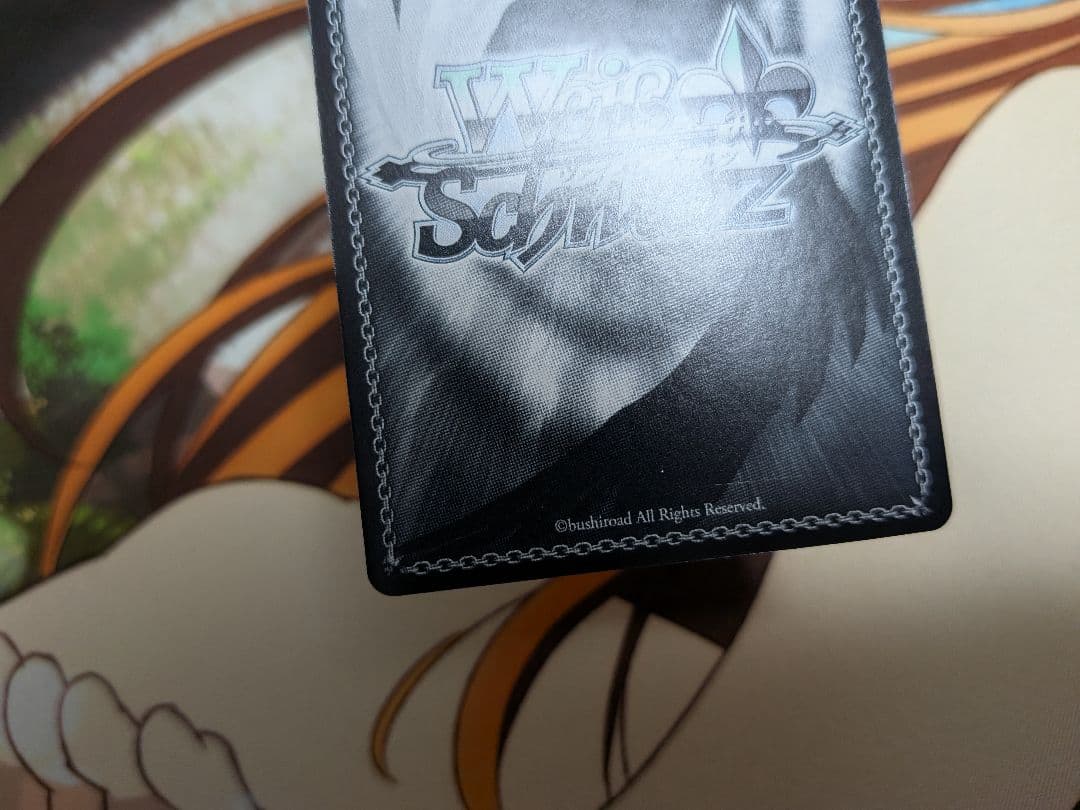 Weiß
Schwarz
©bushiroad All Rights Reserved.